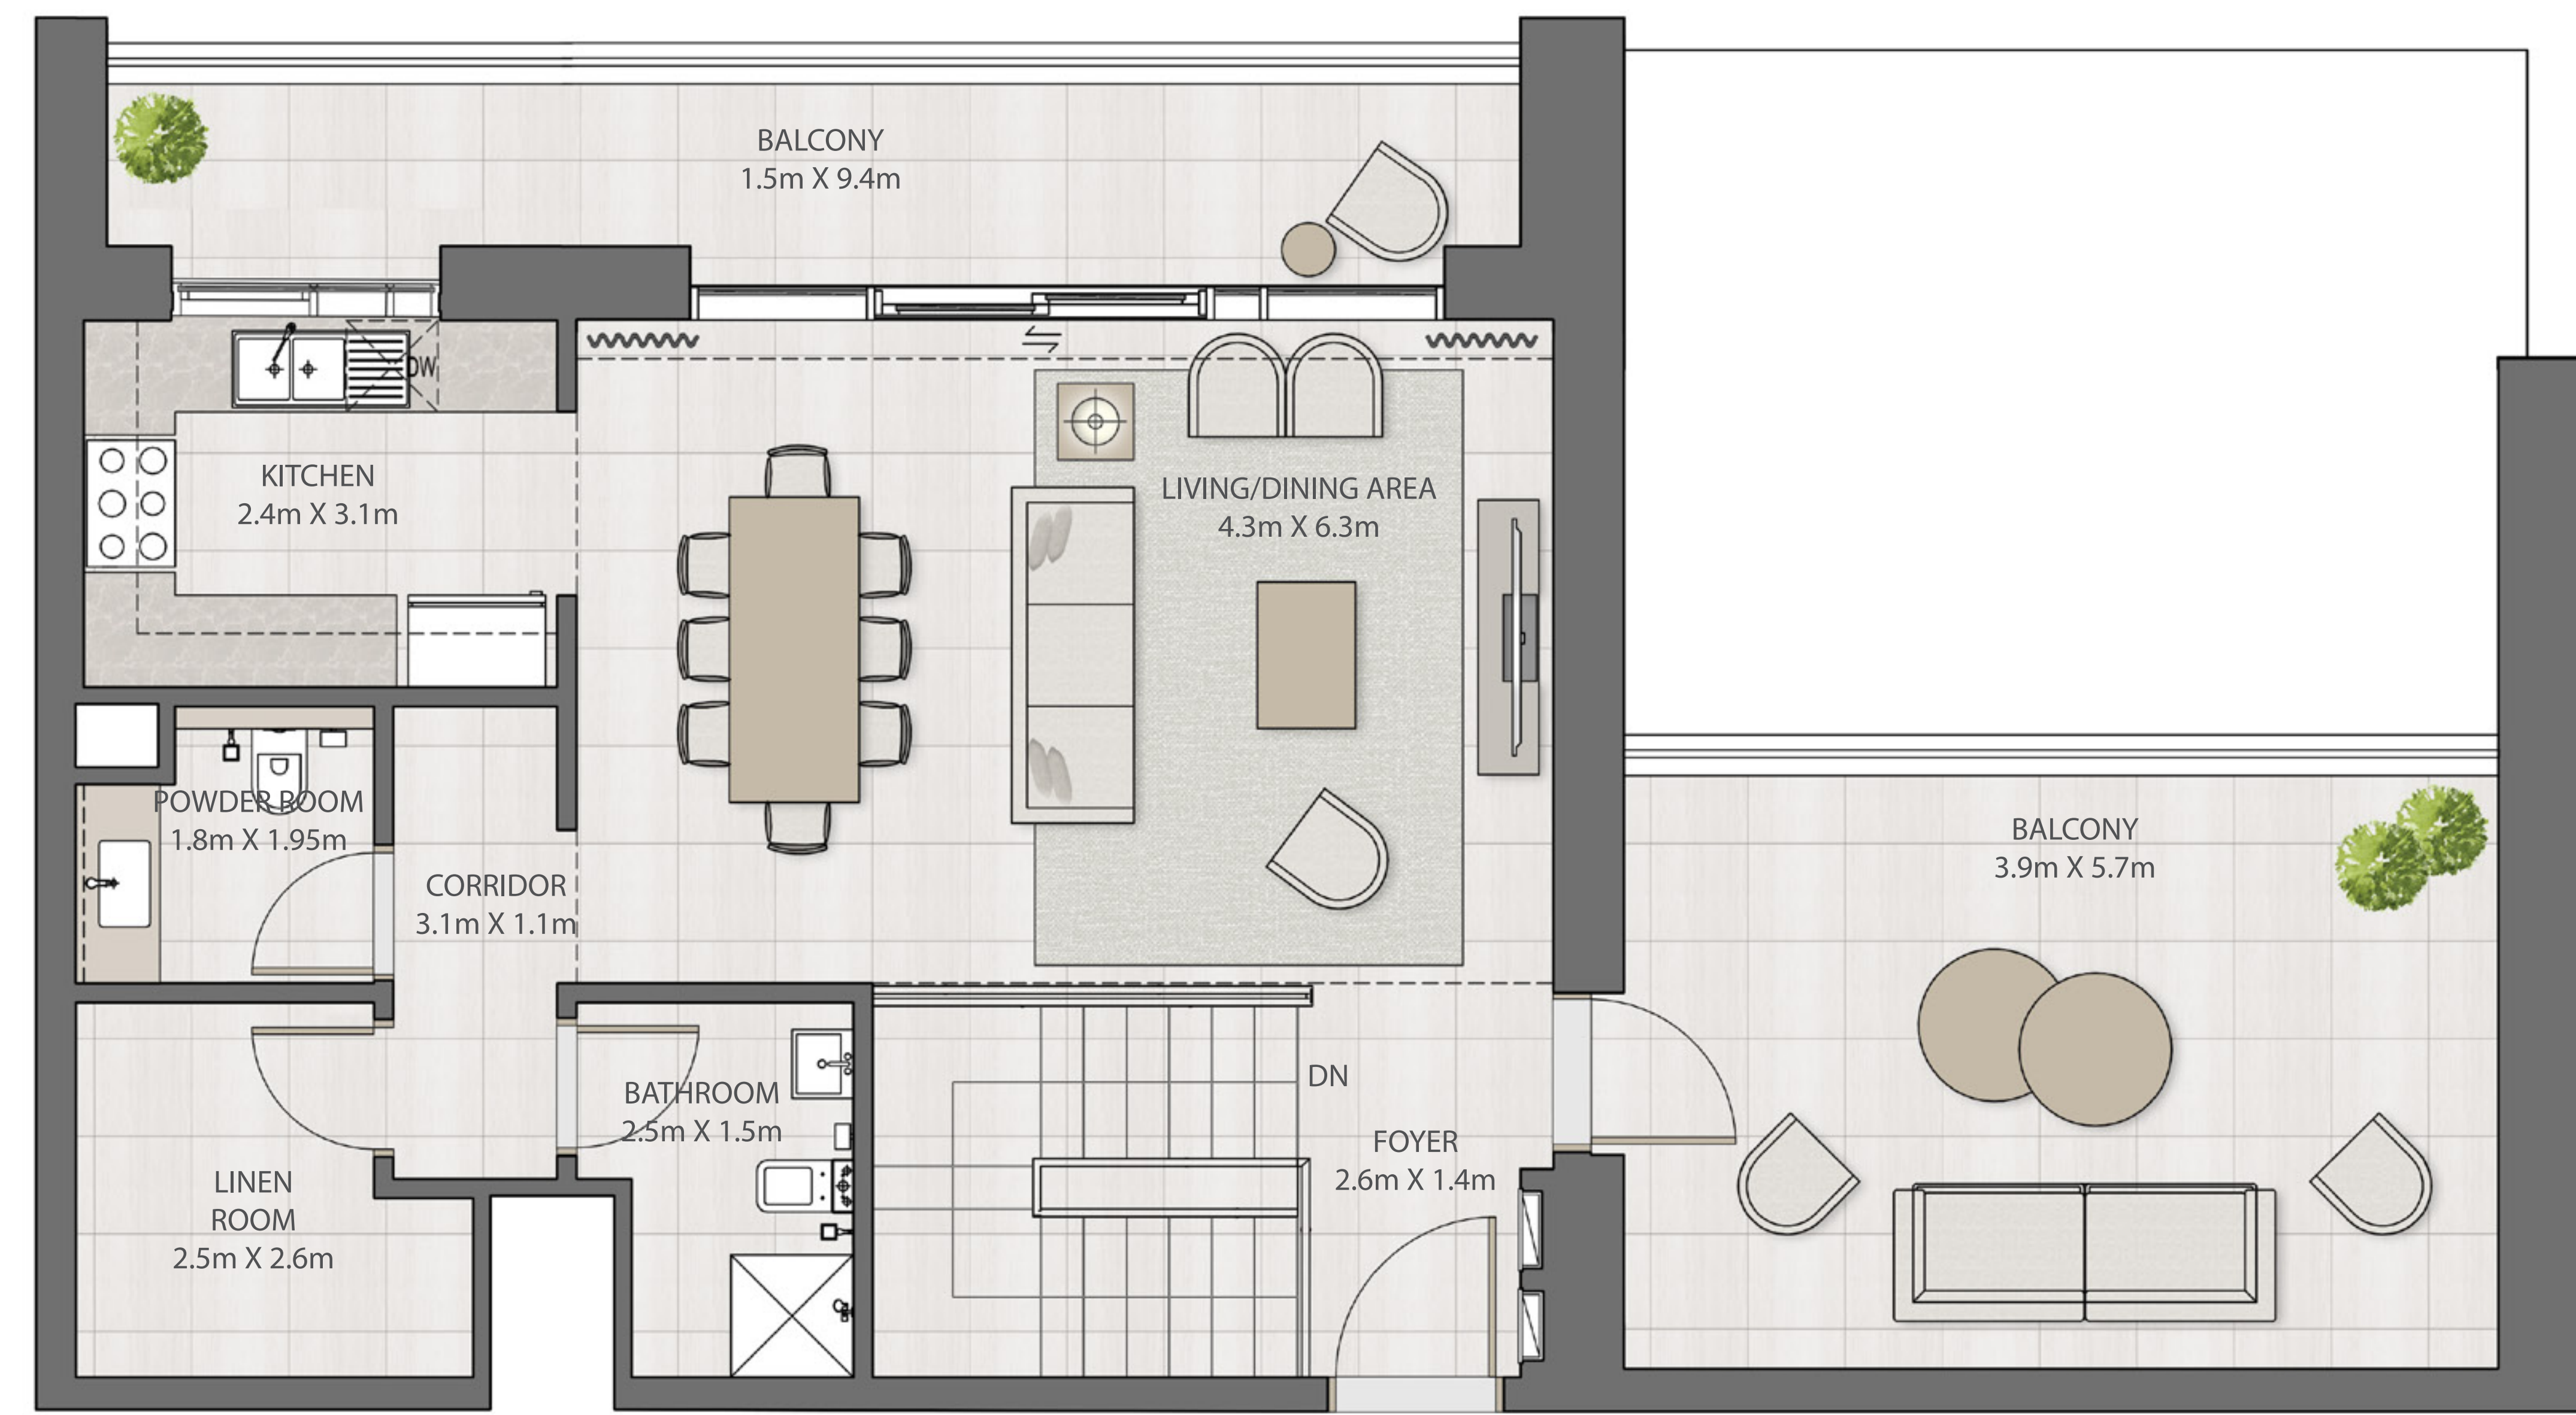 BALCONY
1.5m X 9.4m
DW
KITCHEN
2.4m X 3.1m
LIVING/DINING AREA
4.3m X 6.3m
POWDER ROOM
1.8m X 1.95m
BALCONY
3.9m X 5.7m
CORRIDOR
3.1m X 1.1m
DN
BATHROOM
2.5m X 1.5m
FOYER
2.6m X 1.4m
LINEN
ROOM
2.5m X 2.6m